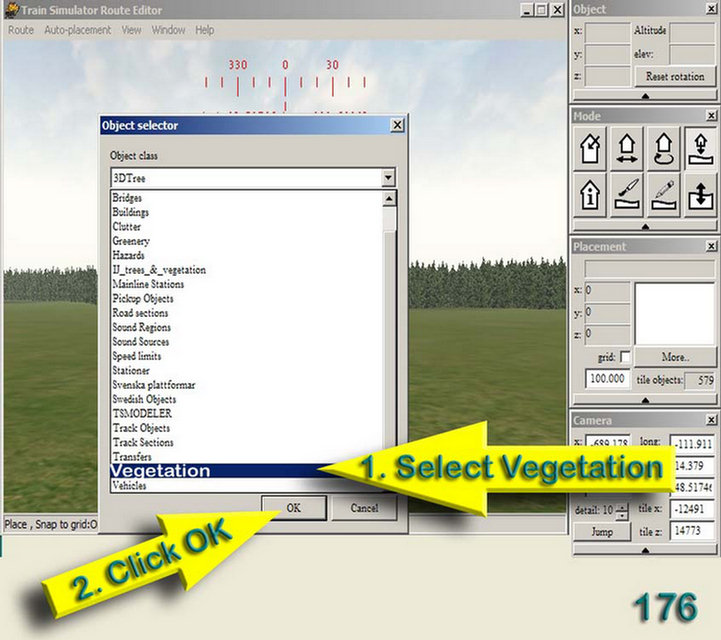 Train Simulator Route Editor
Route Auto-placement View Window Help
330 0 30
Object selector
Object class
3DTree
Bridges
Buildings
Clutter
Greenery
Hazards
IJ_trees_&_vegetation
Mainline Stations
Pickup Objects
Road sections
Sound Regions
Sound Sources
Speed limits
Stationer
Svenska plattformar
Swedish Objects
TSMODELER
Track Objects
Track Sections
Transfers
Vegetation
Vehicles
OK Cancel
1. Select Vegetation
2. Click OK
Place , Snap to grid:O
Object
x: Altitude
y: elev:
z: Reset rotation
Mode
Placement
x: 0
y: 0
z: 0
grid: More..
100.000 tile objects: 579
Camera
x: -689.178 long: -111.911
14.379
48.5174
detail: 10 tile x: -12491
Jump tile z: 14773
176